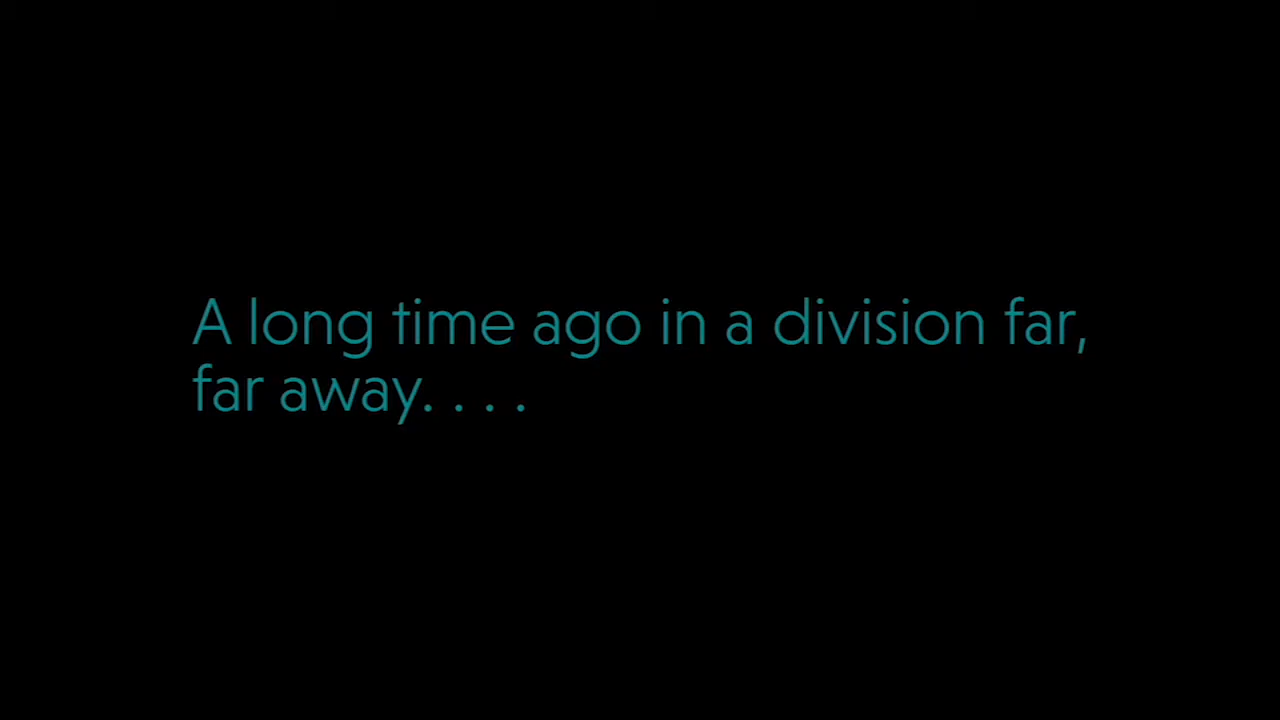 A long time ago in a division far,
far away. . . .